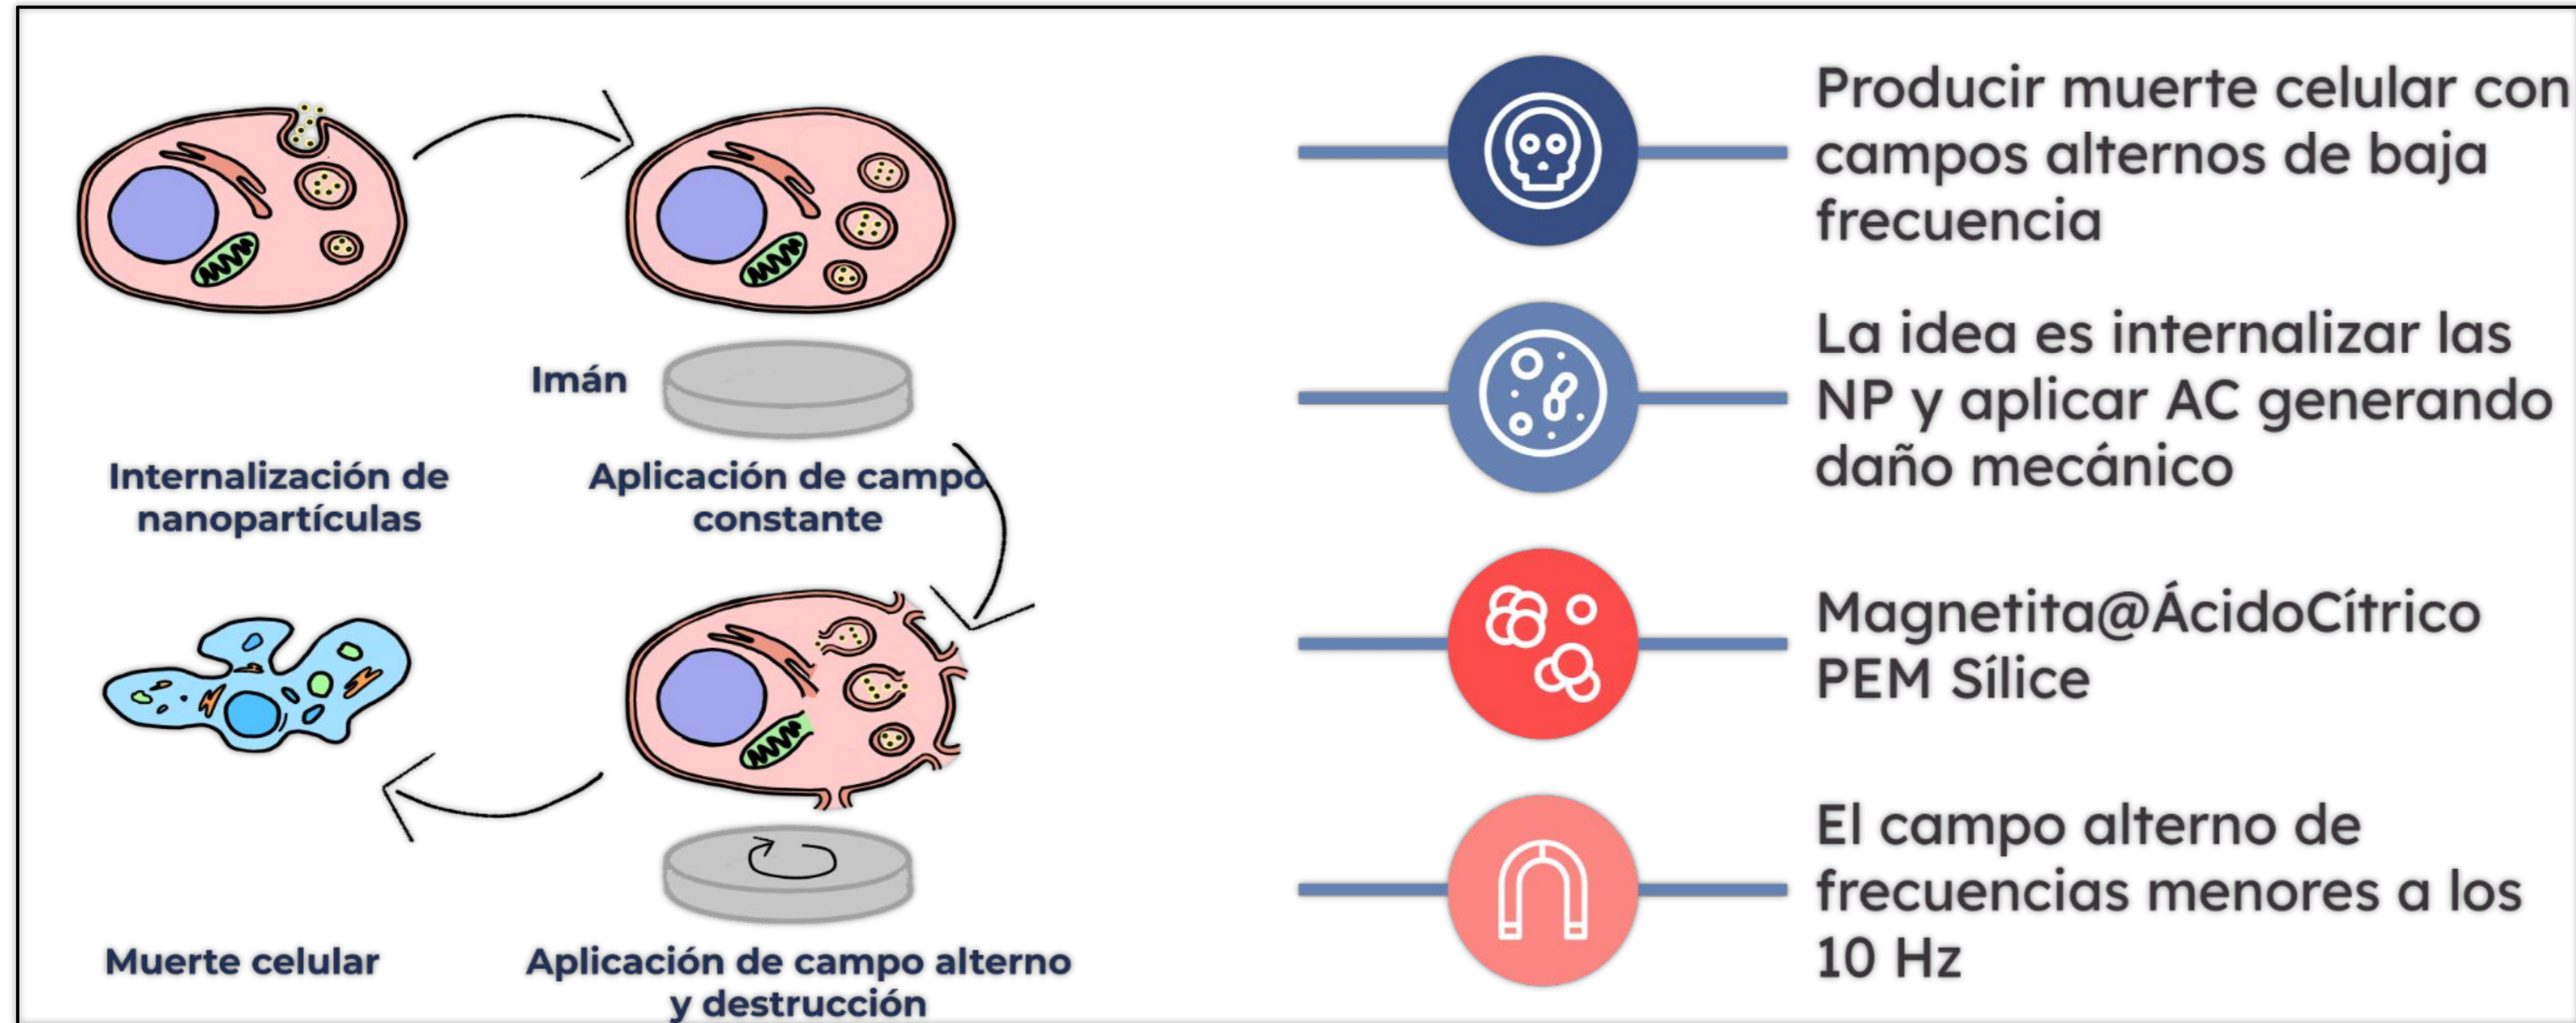 Imán
Internalización de
nanopartículas
Aplicación de campo
constante
Muerte celular
Aplicación de campo alterno
y destrucción
Producir muerte celular con
campos alternos de baja
frecuencia
La idea es internalizar las
NP y aplicar AC generando
daño mecánico
Magnetita@ÁcidoCítrico
PEM Sílice
El campo alterno de
frecuencias menores a los
10 Hz